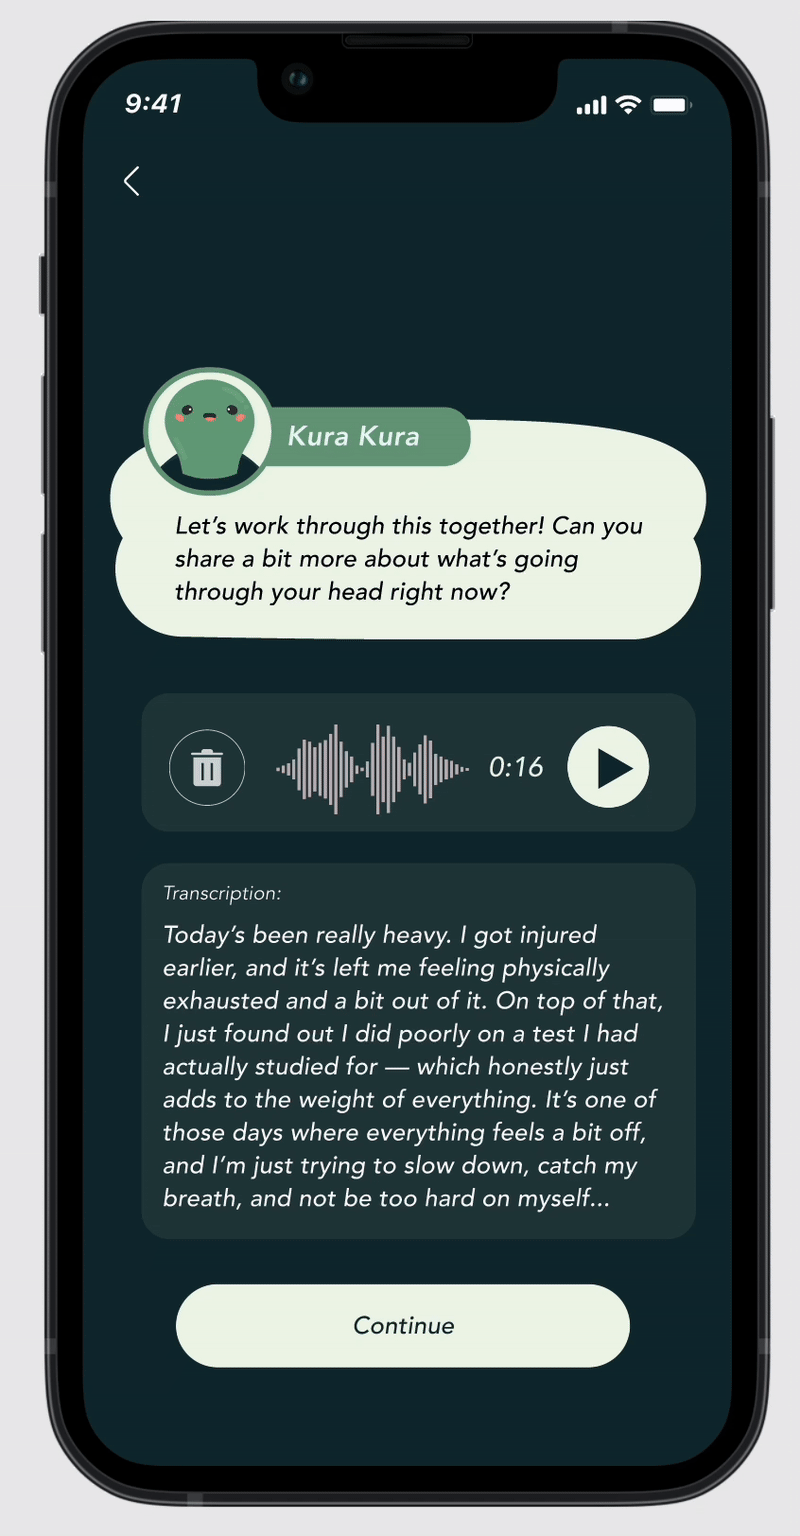 9:41
Kura Kura
Let’s work through this together! Can you
share a bit more about what’s going
through your head right now?
0:16
Transcription:
Today’s been really heavy. I got injured
earlier, and it’s left me feeling physically
exhausted and a bit out of it. On top of that,
I just found out I did poorly on a test I had
actually studied for — which honestly just
adds to the weight of everything. It’s one of
those days where everything feels a bit off,
and I’m just trying to slow down, catch my
breath, and not be too hard on myself...
Continue